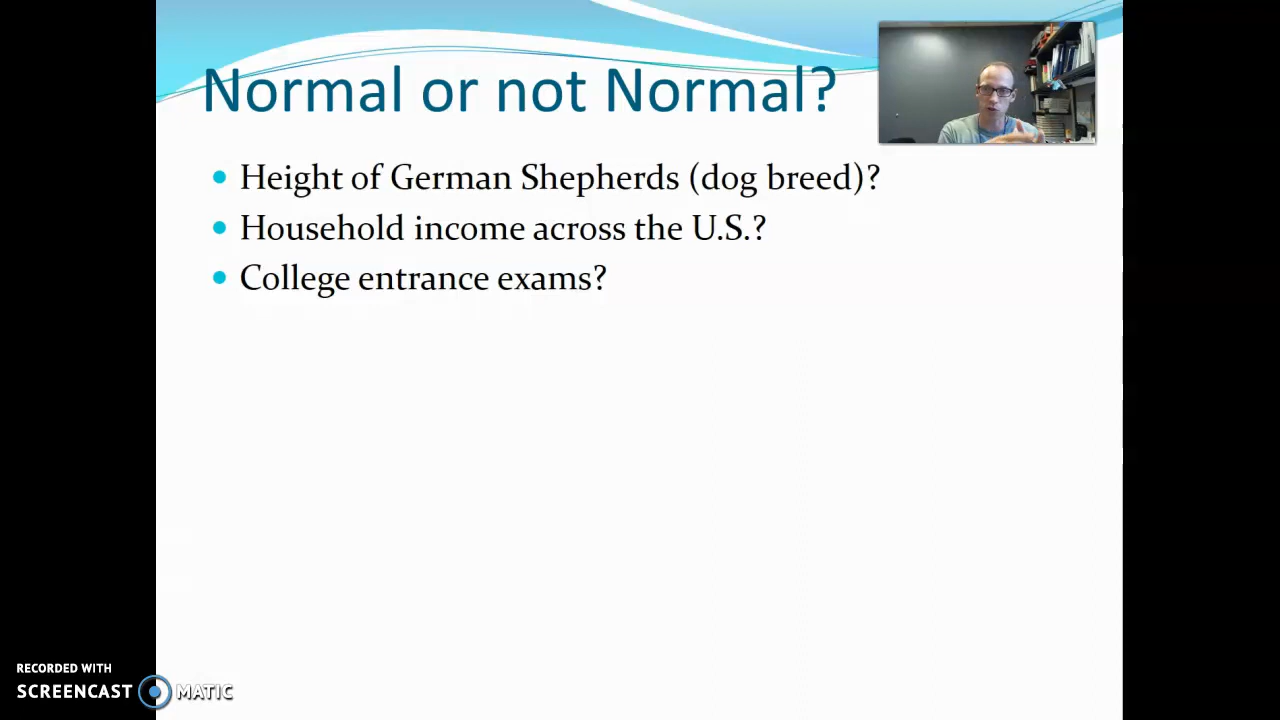 Normal or not Normal?
Height of German Shepherds (dog breed)?
Household income across the U.S.?
College entrance exams?
RECORDED WITH
SCREENCAST MATIC